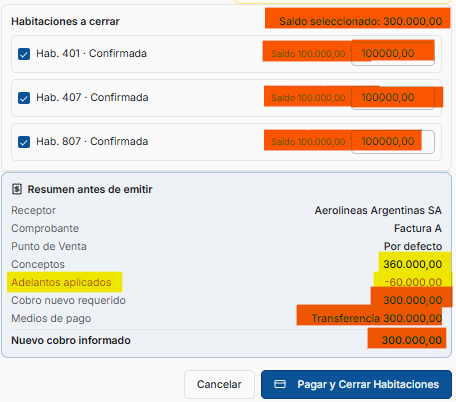 Habitaciones a cerrar Saldo seleccionado: 300.000,00
Hab. 401 · Confirmada Saldo 100.000,00 100000,00
Hab. 407 · Confirmada Saldo 100.000,00 100000,00
Hab. 807 · Confirmada Saldo 100.000,00 100000,00
Resumen antes de emitir
Receptor Aerolineas Argentinas SA
Comprobante Factura A
Punto de Venta Por defecto
Conceptos 360.000,00
Adelantos aplicados -60.000,00
Cobro nuevo requerido 300.000,00
Medios de pago Transferencia 300.000,00
Nuevo cobro informado 300.000,00
Cancelar Pagar y Cerrar Habitaciones